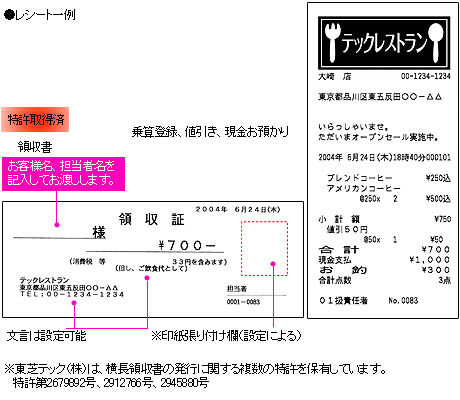 ●レシート一例
特許取得済
領収書
乗算登録、値引き、現金お預かり
お客様名、担当者名を
記入してお渡しします。
領収証
２００４年 ６月２４日(木)
様
¥７００－
(消費税 等 ３３円を含みます)
(但し、ご飲食代として)
テックレストラン
東京都品川区東五反田○○－△△
ＴＥＬ：００－１２３４－１２３４
担当者
0001－0083
文言は設定可能
※印紙張り付け欄(設定による)
テックレストラン
大崎 店 00-1234-1234
東京都品川区東五反田○○－△△
いらっしゃいませ。
ただいまオープンセール実施中。
2004年 6月24日(木)18時40分000101
ブレンドコーヒー ¥250込
アメリカンコーヒー
@250x 2 ¥500込
小 計 額 ¥750
値引５０円
@50x 1 ¥50
合計 ¥７００
現金支払 ¥１,０００
お釣 ¥３００
合計点数 3点
０１扱責任者 No.0083
※東芝テック(株)は、横長領収書の発行に関する複数の特許を保有しています。
特許第2679892号、2912766号、2945880号